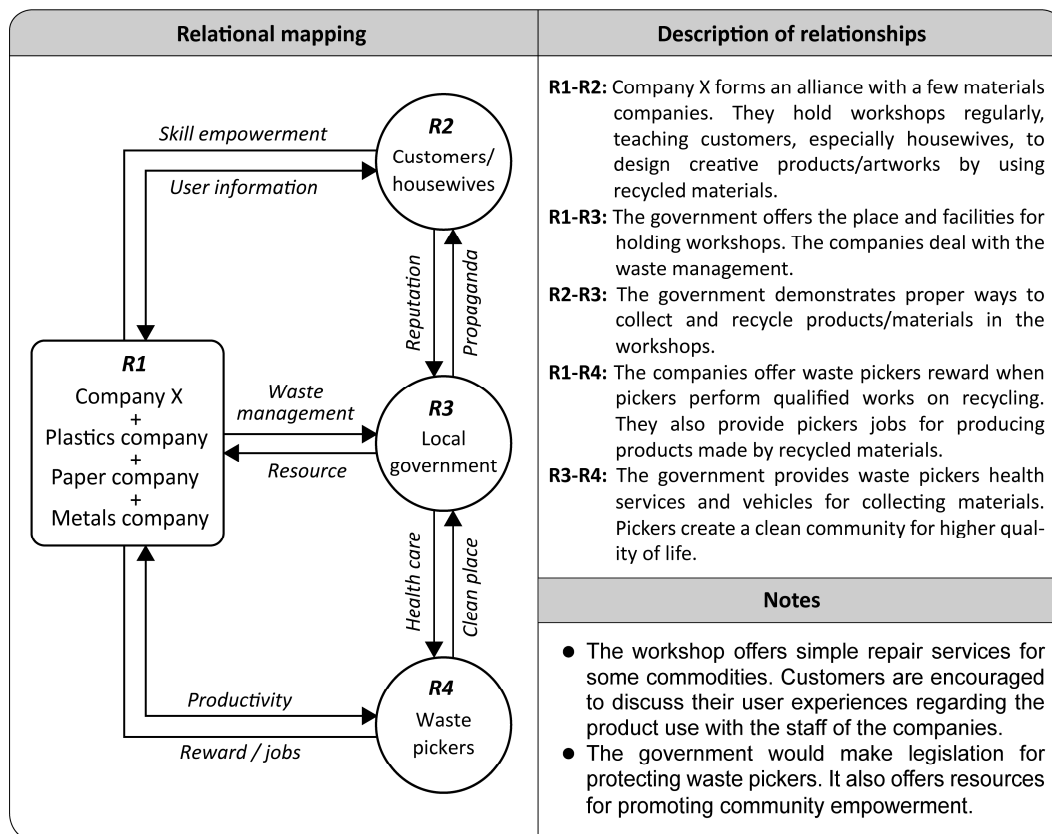 Relational mapping
Description of relationships
Skill empowerment
User information
R2
Customers/
housewives
Reputation
Propaganda
R1
Company X
+
Plastics company
+
Paper company
+
Metals company
Waste
management
Resource
R3
Local
government
Health care
Clean place
Productivity
Reward / jobs
R4
Waste
pickers
R1-R2: Company X forms an alliance with a few materials
companies. They hold workshops regularly,
teaching customers, especially housewives, to
design creative products/artworks by using
recycled materials.
R1-R3: The government offers the place and facilities for
holding workshops. The companies deal with the
waste management.
R2-R3: The government demonstrates proper ways to
collect and recycle products/materials in the
workshops.
R1-R4: The companies offer waste pickers reward when
pickers perform qualified works on recycling.
They also provide pickers jobs for producing
products made by recycled materials.
R3-R4: The government provides waste pickers health
services and vehicles for collecting materials.
Pickers create a clean community for higher qual-
ity of life.
Notes
● The workshop offers simple repair services for
some commodities. Customers are encouraged
to discuss their user experiences regarding the
product use with the staff of the companies.
● The government would make legislation for
protecting waste pickers. It also offers resources
for promoting community empowerment.